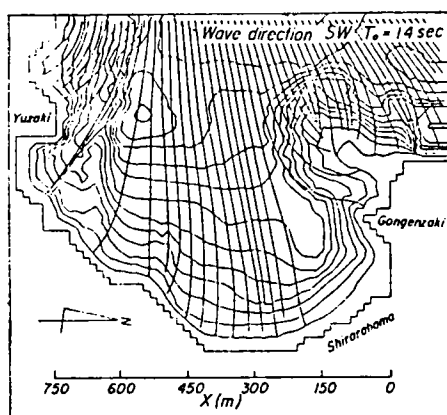 Wave direction SW T₀ = 14 sec
Yuzaki
Gongenzaki
Shirarahama
N
750 600 450 300 150 0
X (m)